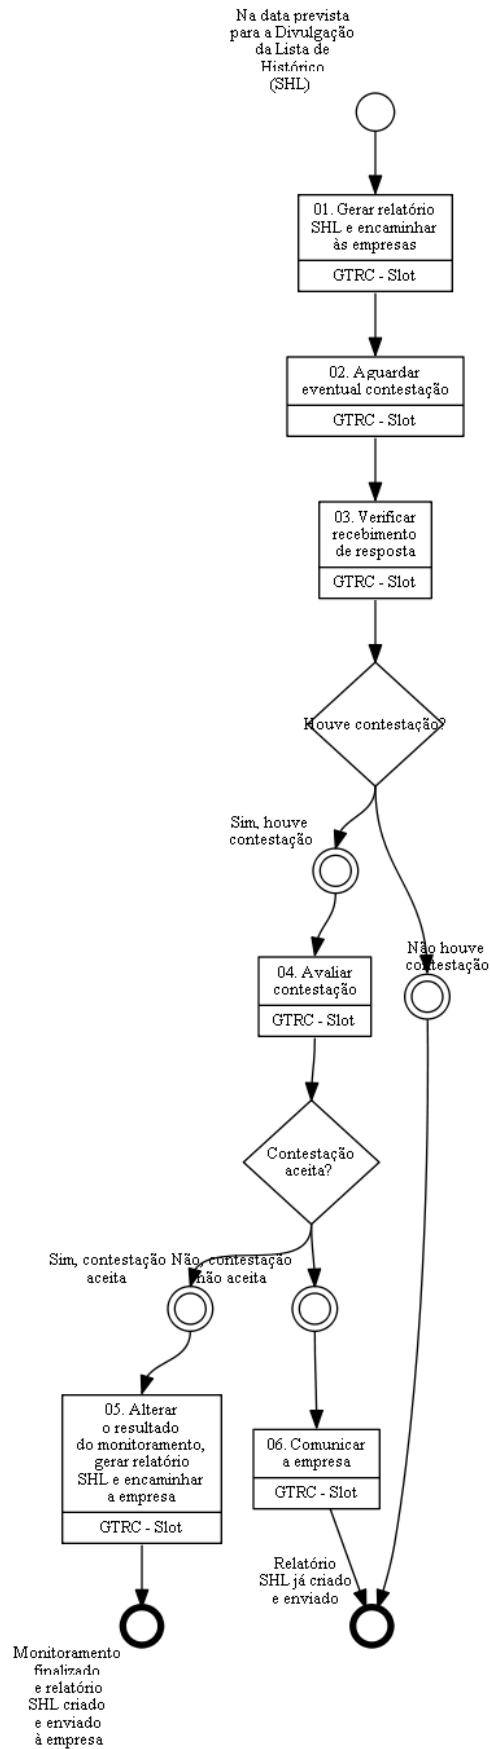 Na data prevista
para a Divulgação
da Lista de
Histórico
(SHL)
01. Gerar relatório
SHL e encaminhar
às empresas
GTRC - Slot
02. Aguardar
eventual contestação
GTRC - Slot
03. Verificar
recebimento
de resposta
GTRC - Slot
Houve contestação?
Sim, houve
contestação
Não houve
contestação
04. Avaliar
contestação
GTRC - Slot
Contestação
aceita?
Sim, contestação
aceita
Não, contestação
não aceita
05. Alterar
o resultado
do monitoramento,
gerar relatório
SHL e encaminhar
a empresa
GTRC - Slot
06. Comunicar
a empresa
GTRC - Slot
Relatório
SHL já criado
e enviado
Monitoramento
finalizado
e relatório
SHL criado
e enviado
à empresa